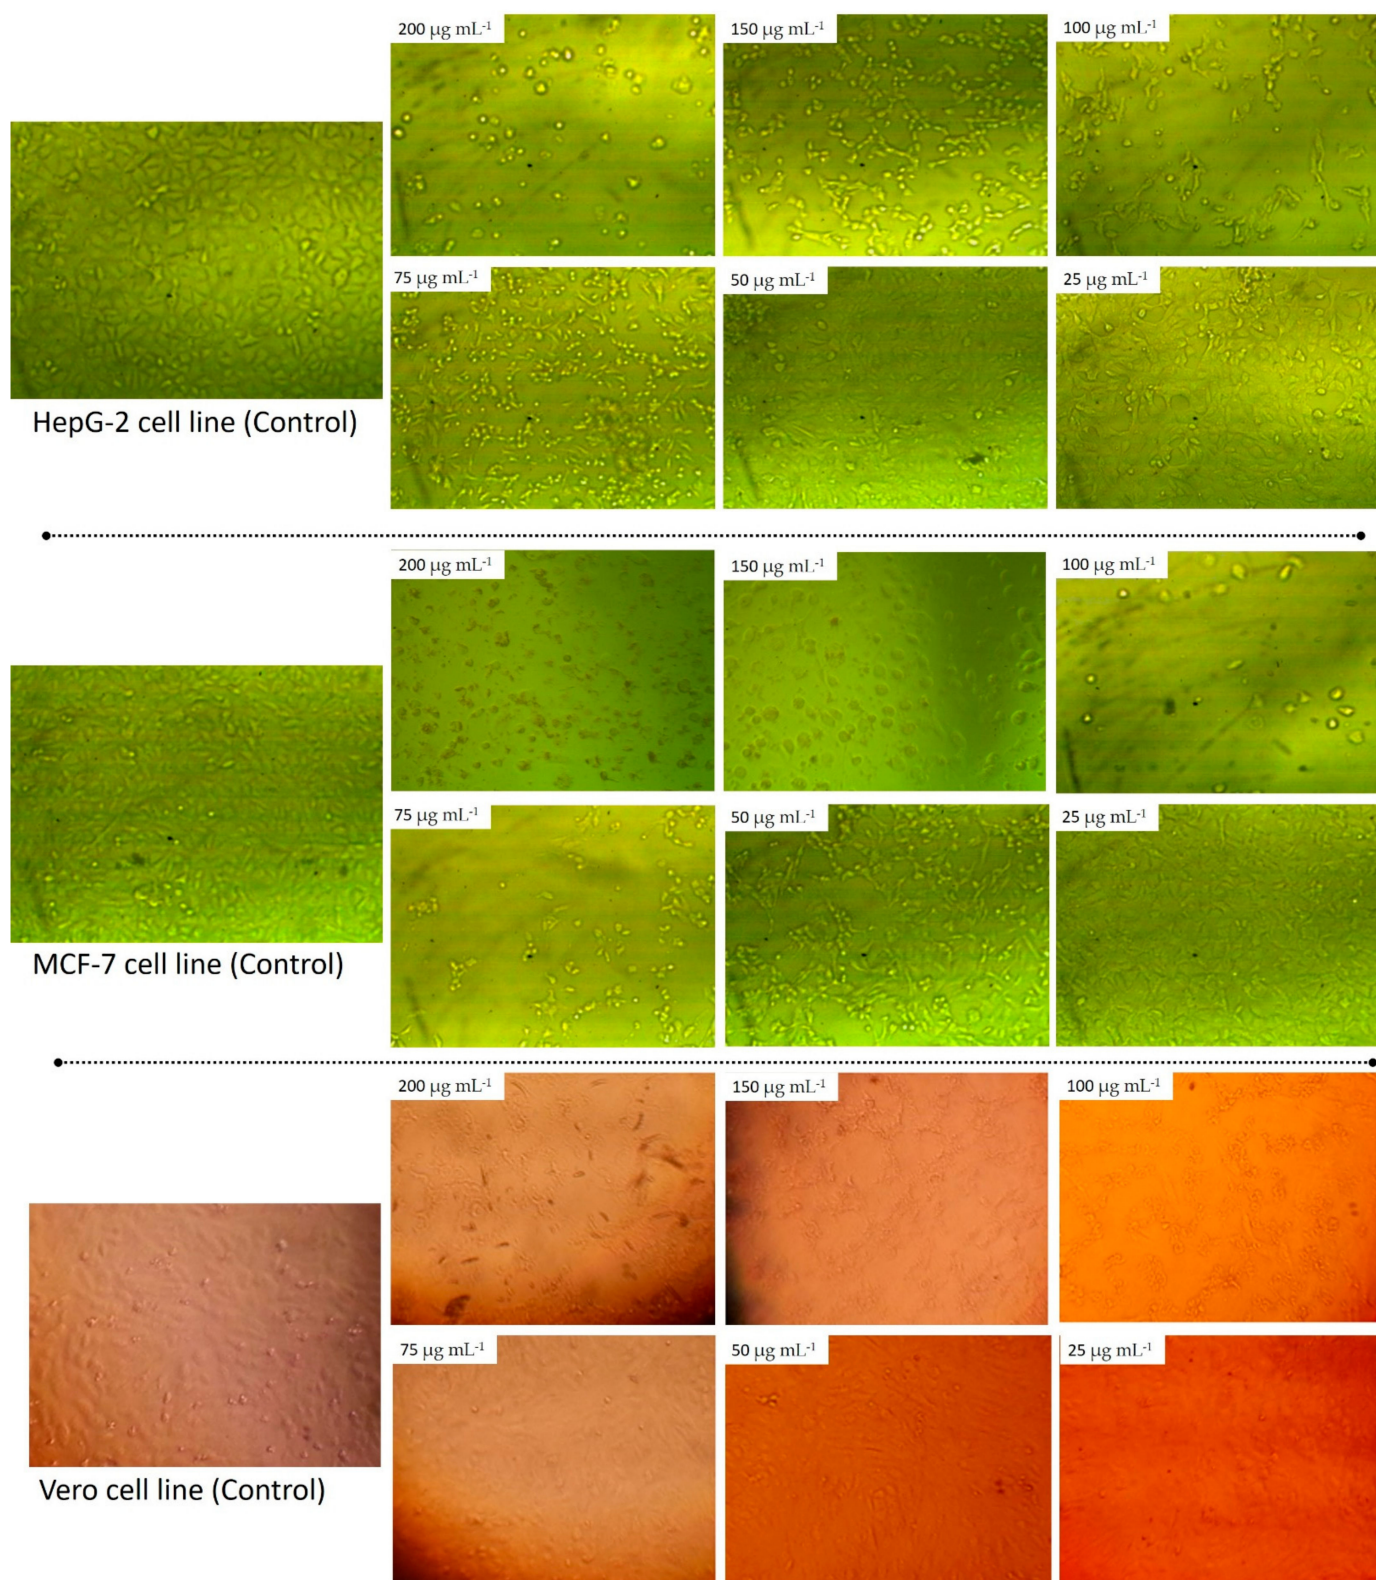 200 µg mL-1
150 µg mL-1
100 µg mL-1
75 µg mL-1
50 µg mL-1
25 µg mL-1
HepG-2 cell line (Control)
200 µg mL-1
150 µg mL-1
100 µg mL-1
75 µg mL-1
50 µg mL-1
25 µg mL-1
MCF-7 cell line (Control)
200 µg mL-1
150 µg mL-1
100 µg mL-1
75 µg mL-1
50 µg mL-1
25 µg mL-1
Vero cell line (Control)